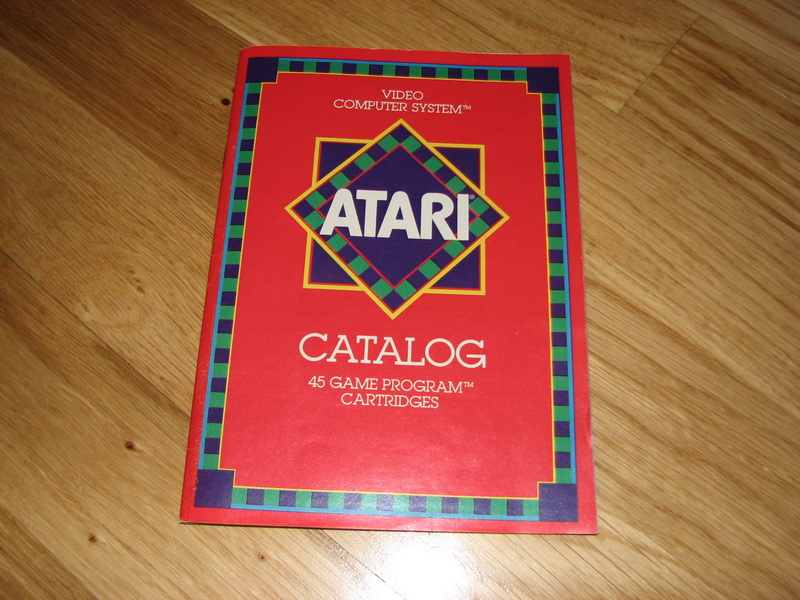 VIDEO
COMPUTER SYSTEM™
ATARI®
CATALOG
45 GAME PROGRAM™
CARTRIDGES